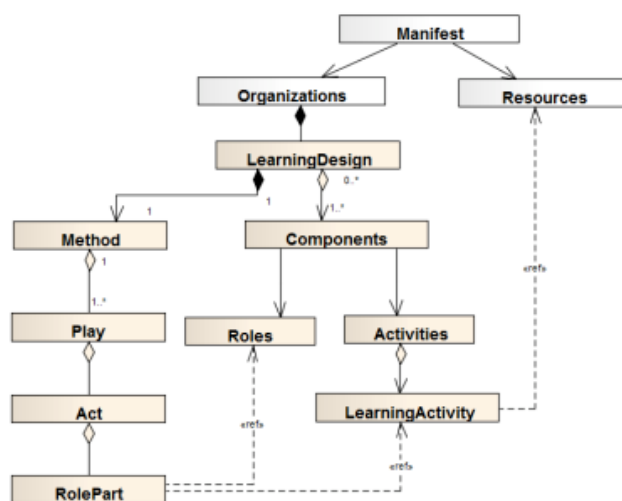 Manifest
Organizations
Resources
LearningDesign
0..*
1
1
1..*
Method
Components
1
«ref»
1..*
Play
Roles
Activities
Act
LearningActivity
«ref»
«ref»
RolePart